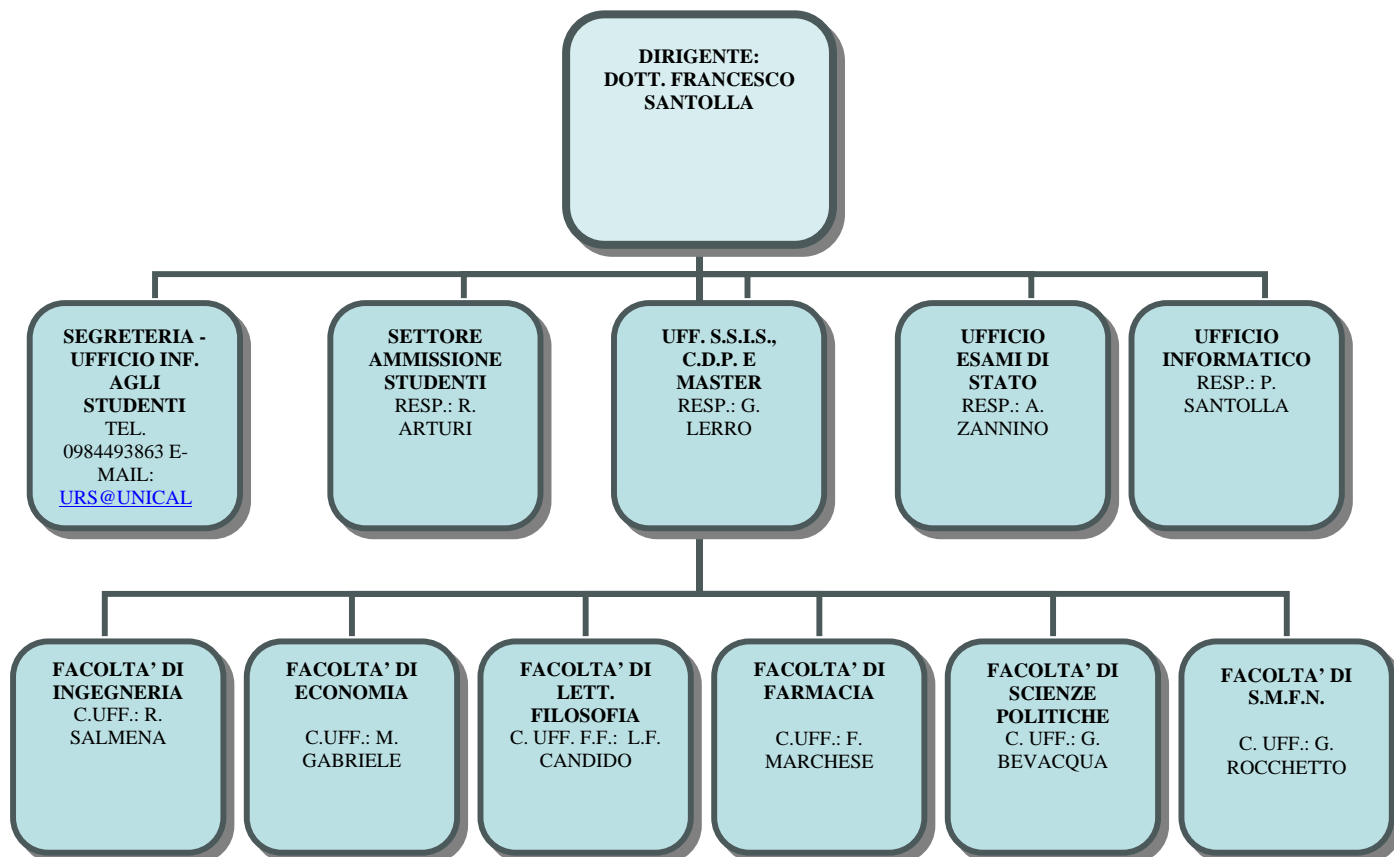 DIRIGENTE:
DOTT. FRANCESCO
SANTOLLA
SEGRETERIA -
UFFICIO INF.
AGLI
STUDENTI
TEL.
0984493863 E-
MAIL:
URS@UNICAL
SETTORE
AMMISSIONE
STUDENTI
RESP.: R.
ARTURI
UFF. S.S.I.S.,
C.D.P. E
MASTER
RESP.: G.
LERRO
UFFICIO
ESAMI DI
STATO
RESP.: A.
ZANNINO
UFFICIO
INFORMATICO
RESP.: P.
SANTOLLA
FACOLTA’ DI
INGEGNERIA
C.UFF.: R.
SALMENA
FACOLTA’ DI
ECONOMIA
C.UFF.: M.
GABRIELE
FACOLTA’ DI
LETT.
FILOSOFIA
C. UFF. F.F.: L.F.
CANDIDO
FACOLTA’ DI
FARMACIA
C.UFF.: F.
MARCHESE
FACOLTA’ DI
SCIENZE
POLITICHE
C. UFF.: G.
BEVACQUA
FACOLTA’ DI
S.M.F.N.
C. UFF.: G.
ROCCHETTO